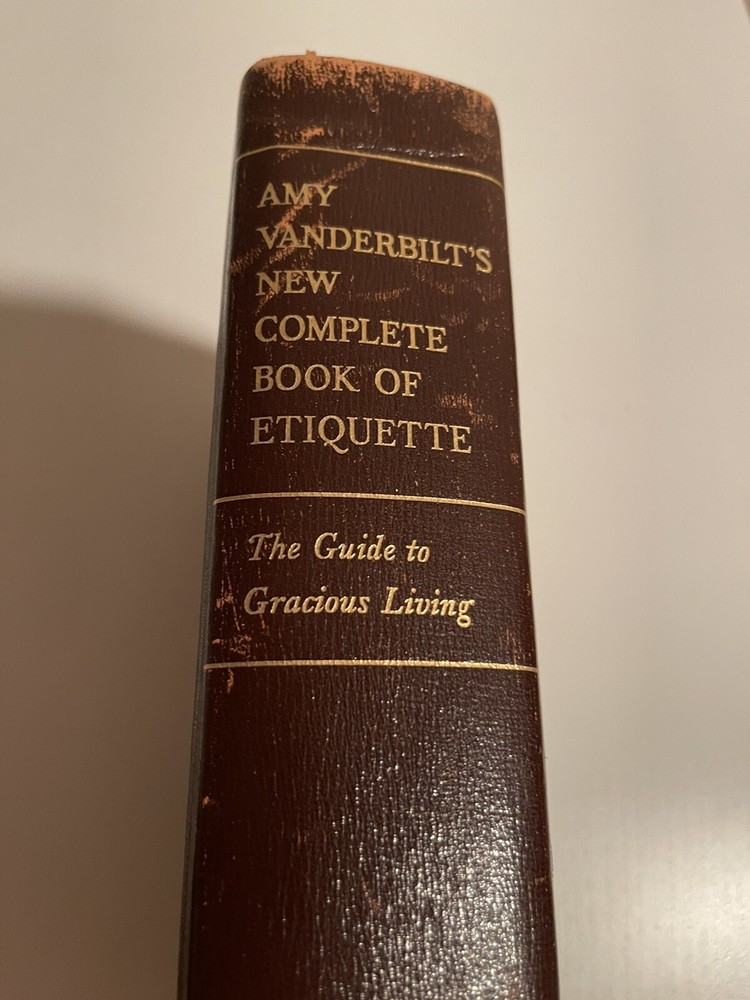 AMY
VANDERBILT'S
NEW
COMPLETE
BOOK OF
ETIQUETTE
The Guide to
Gracious Living